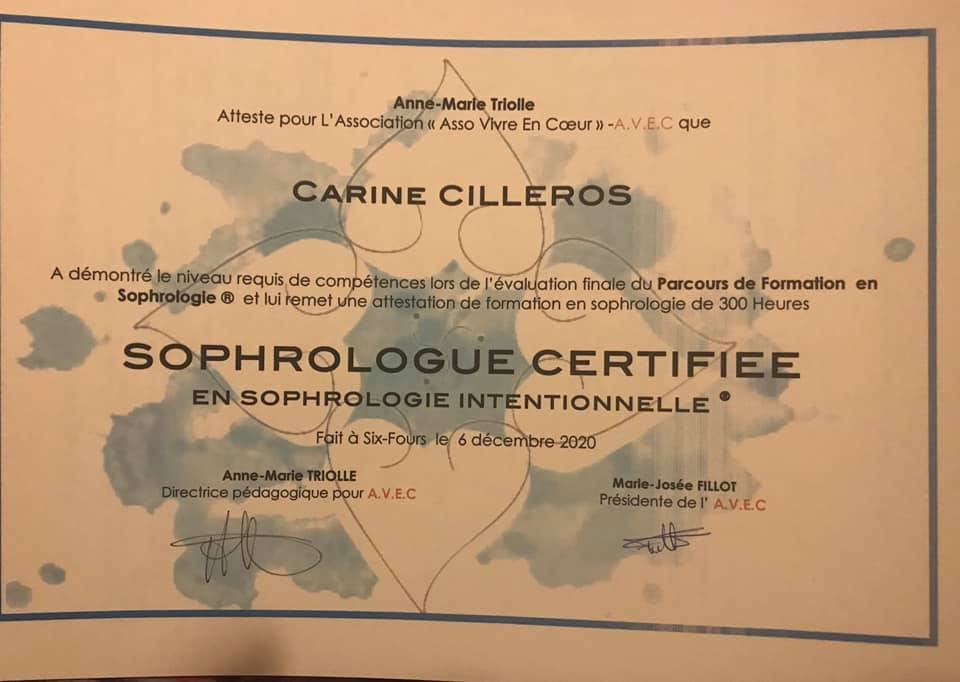 Anne-Marie Triolle
Atteste pour L'Association « Asso Vivre En Cœur » -A.V.E.C que
CARINE CILLEROS
A démontré le niveau requis de compétences lors de l'évaluation finale du Parcours de Formation en
Sophrologie ® et lui remet une attestation de formation en sophrologie de 300 Heures
SOPHROLOGUE CERTIFIEE
EN SOPHROLOGIE INTENTIONNELLE ®
Fait à Six-Fours le 6 décembre 2020
Anne-Marie TRIOLLE
Directrice pédagogique pour A.V.E.C
Marie-Josée FILLOT
Présidente de l' A.V.E.C